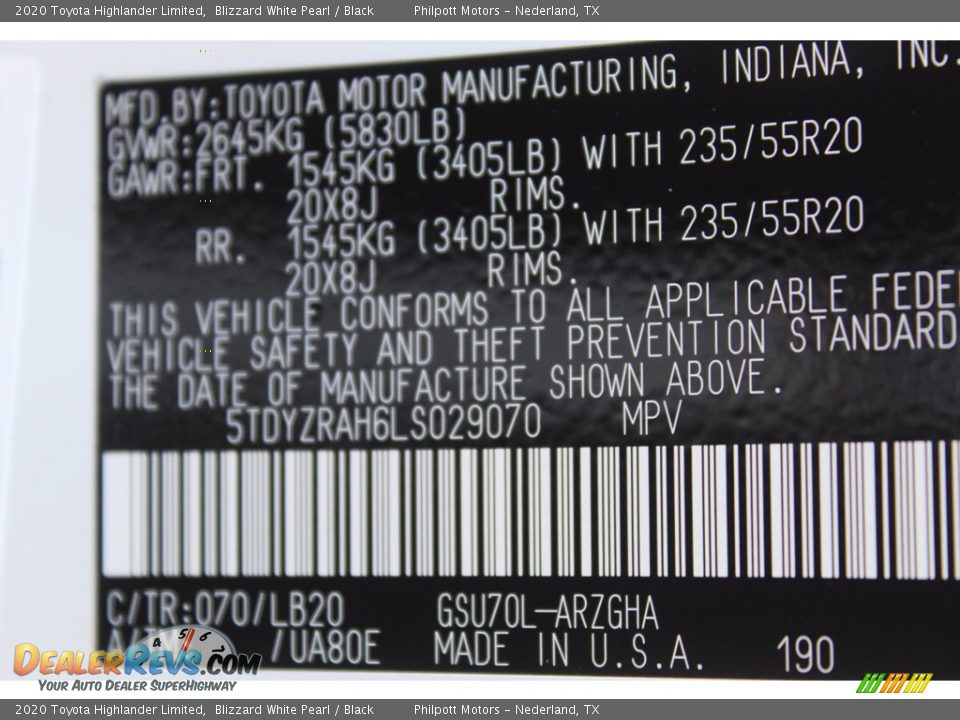 2020 Toyota Highlander Limited, Blizzard White Pearl / Black Philpott Motors – Nederland, TX
MFD.BY:TOYOTA MOTOR MANUFACTURING, INDIANA, INC.
GVWR:2645KG (5830LB)
GAWR:FRT. 1545KG (3405LB) WITH 235/55R20
20X8J RIMS.
RR. 1545KG (3405LB) WITH 235/55R20
20X8J RIMS.
THIS VEHICLE CONFORMS TO ALL APPLICABLE FEDE
VEHICLE SAFETY AND THEFT PREVENTION STANDARD
THE DATE OF MANUFACTURE SHOWN ABOVE.
5TDYZRAH6LS029070 MPV
C/TR:070/LB20 GSU70L-ARZGHA
/UA80E MADE IN U.S.A. 190
4 5 6
DealerRevs.com
Your Auto Dealer SuperHighway
2020 Toyota Highlander Limited, Blizzard White Pearl / Black Philpott Motors – Nederland, TX